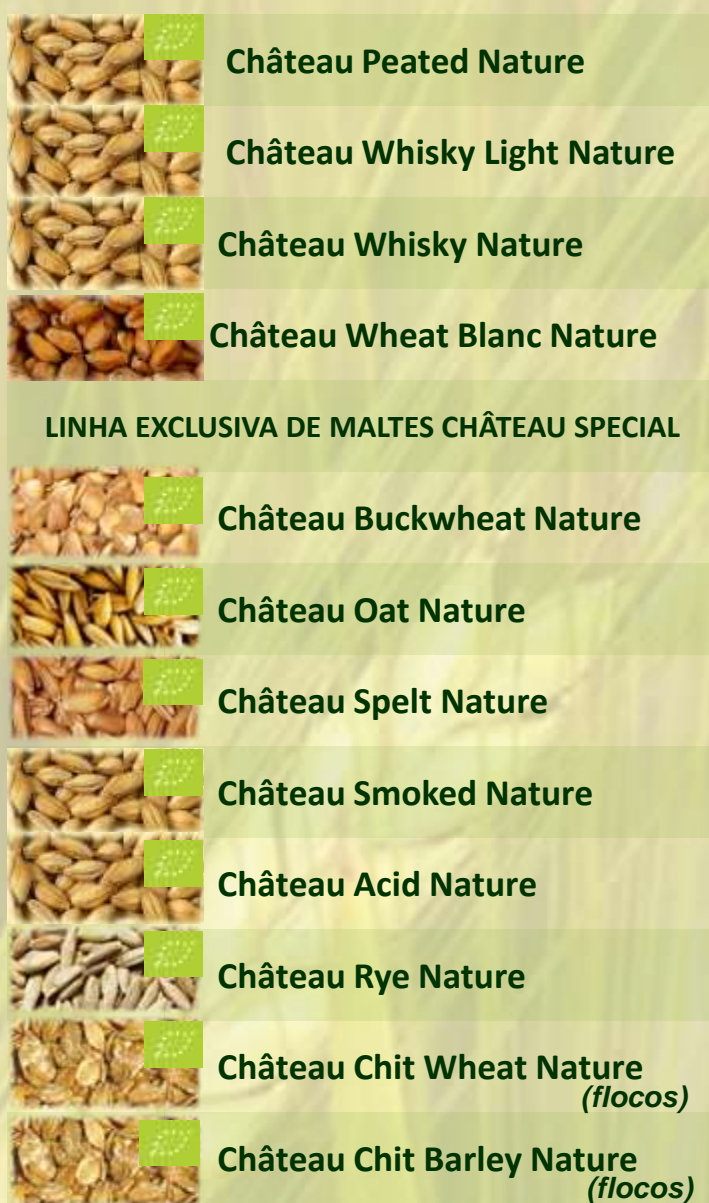 Château Peated Nature
Château Whisky Light Nature
Château Whisky Nature
Château Wheat Blanc Nature
LINHA EXCLUSIVA DE MALTES CHÂTEAU SPECIAL
Château Buckwheat Nature
Château Oat Nature
Château Spelt Nature
Château Smoked Nature
Château Acid Nature
Château Rye Nature
Château Chit Wheat Nature
(flocos)
Château Chit Barley Nature
(flocos)